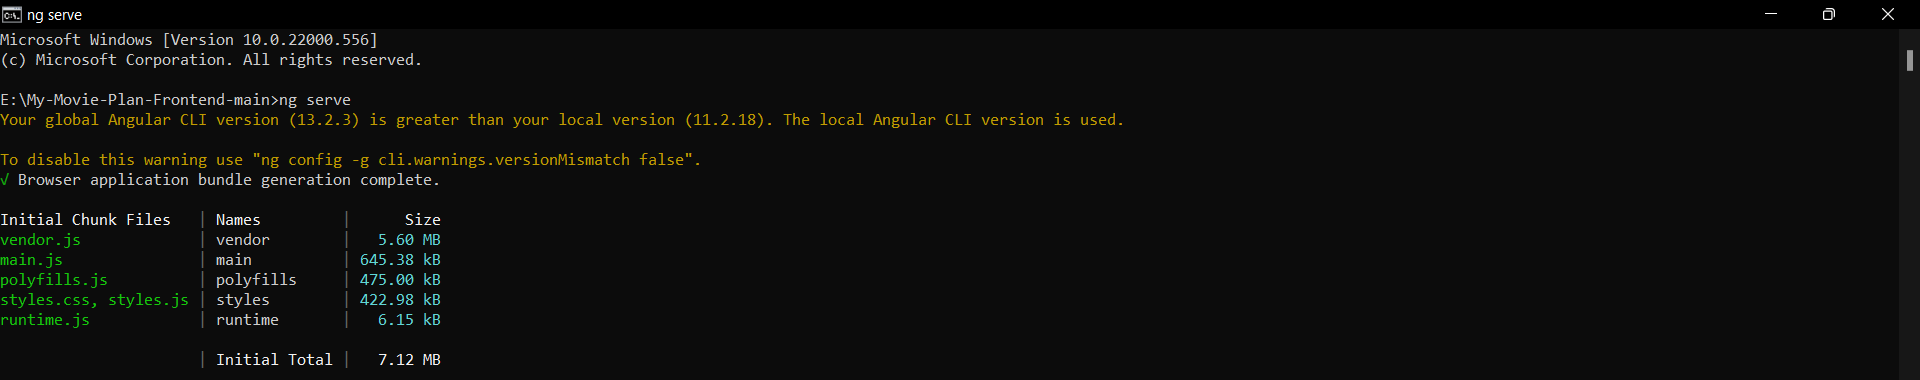 ng serve
Microsoft Windows [Version 10.0.22000.556]
(c) Microsoft Corporation. All rights reserved.
E:\My-Movie-Plan-Frontend-main>ng serve
Your global Angular CLI version (13.2.3) is greater than your local version (11.2.18). The local Angular CLI version is used.
To disable this warning use "ng config -g cli.warnings.versionMismatch false".
√ Browser application bundle generation complete.
Initial Chunk Files | Names | Size
vendor.js | vendor | 5.60 MB
main.js | main | 645.38 kB
polyfills.js | polyfills | 475.00 kB
styles.css, styles.js | styles | 422.98 kB
runtime.js | runtime | 6.15 kB
| Initial Total | 7.12 MB